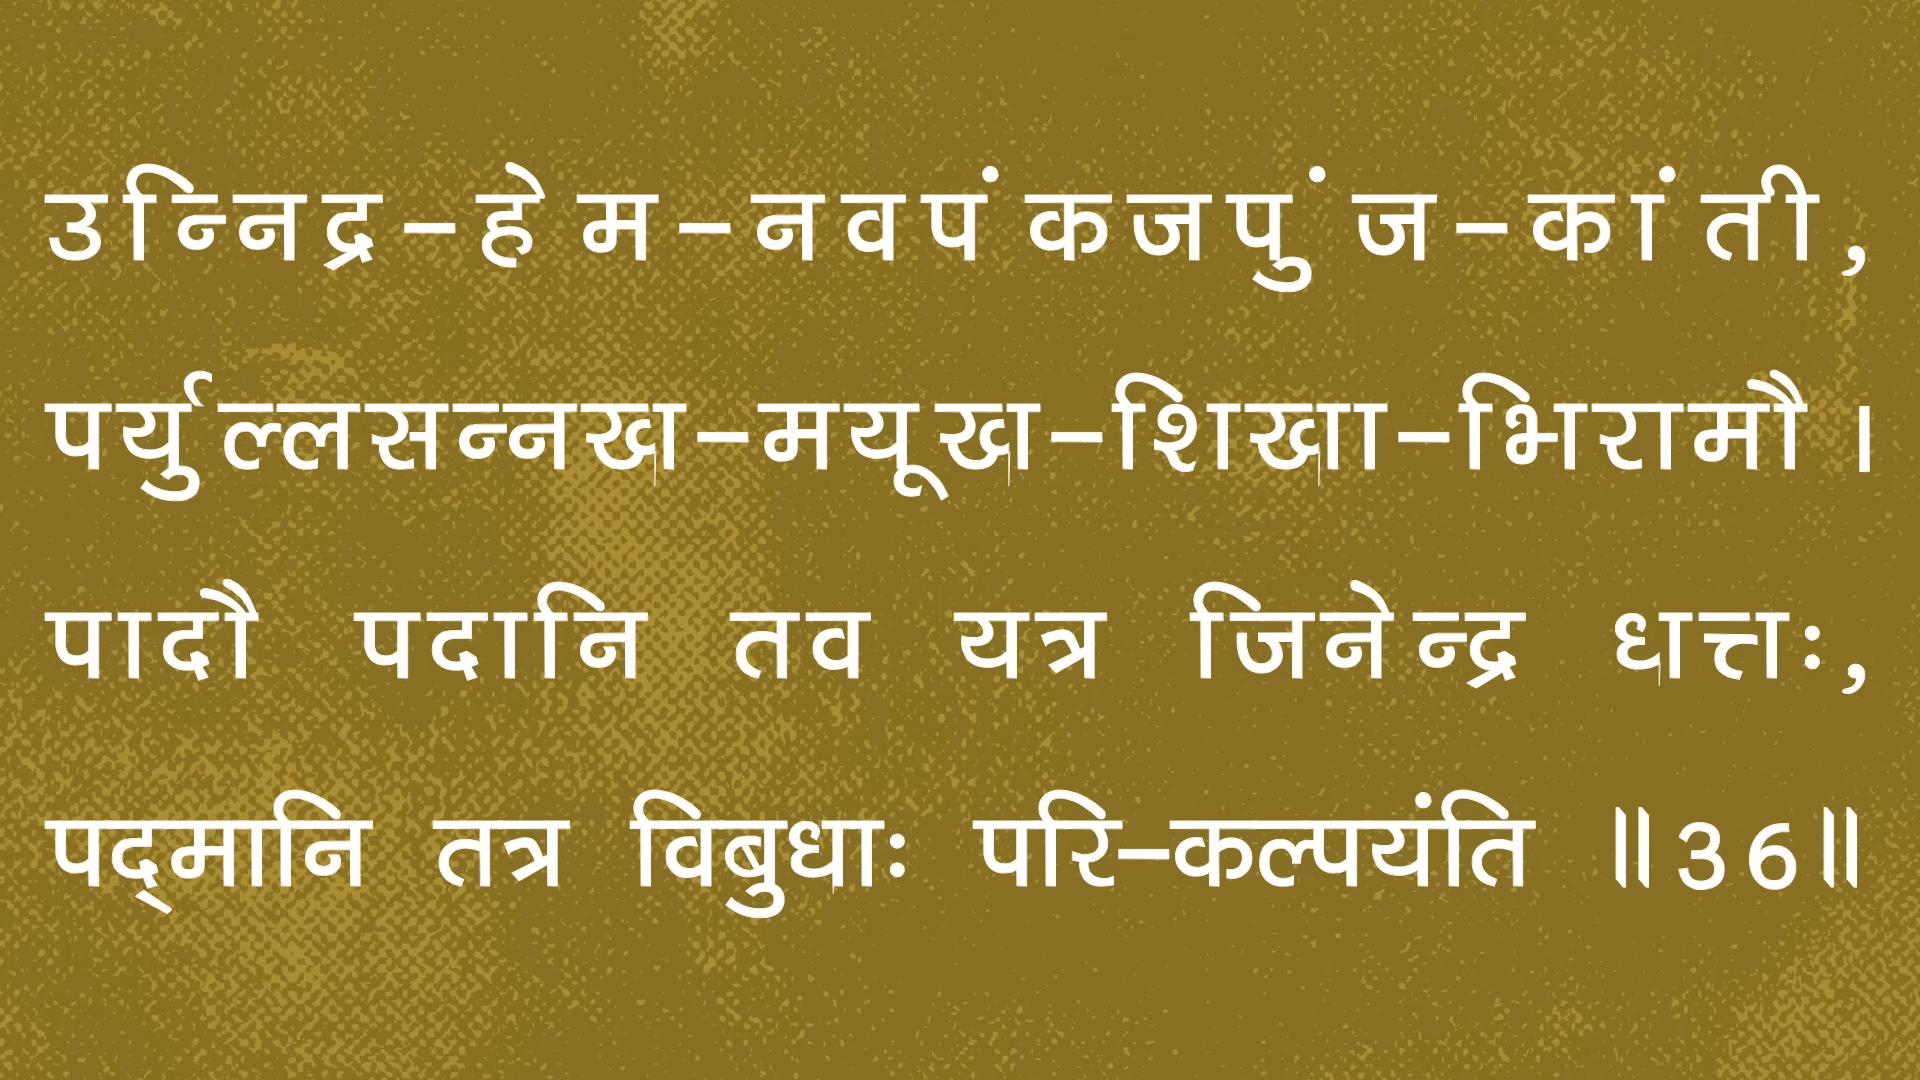 उन्निद्र-हेम-नवपंकजपुंज-कांती,
पर्युल्लसन्नख-मयूख-शिखा-भिरामौ ।
पादौ पदानि तव यत्र जिनेन्द्र धत्तः,
पद्‌मानि तत्र विबुधाः परि-कल्पयंति ॥36॥